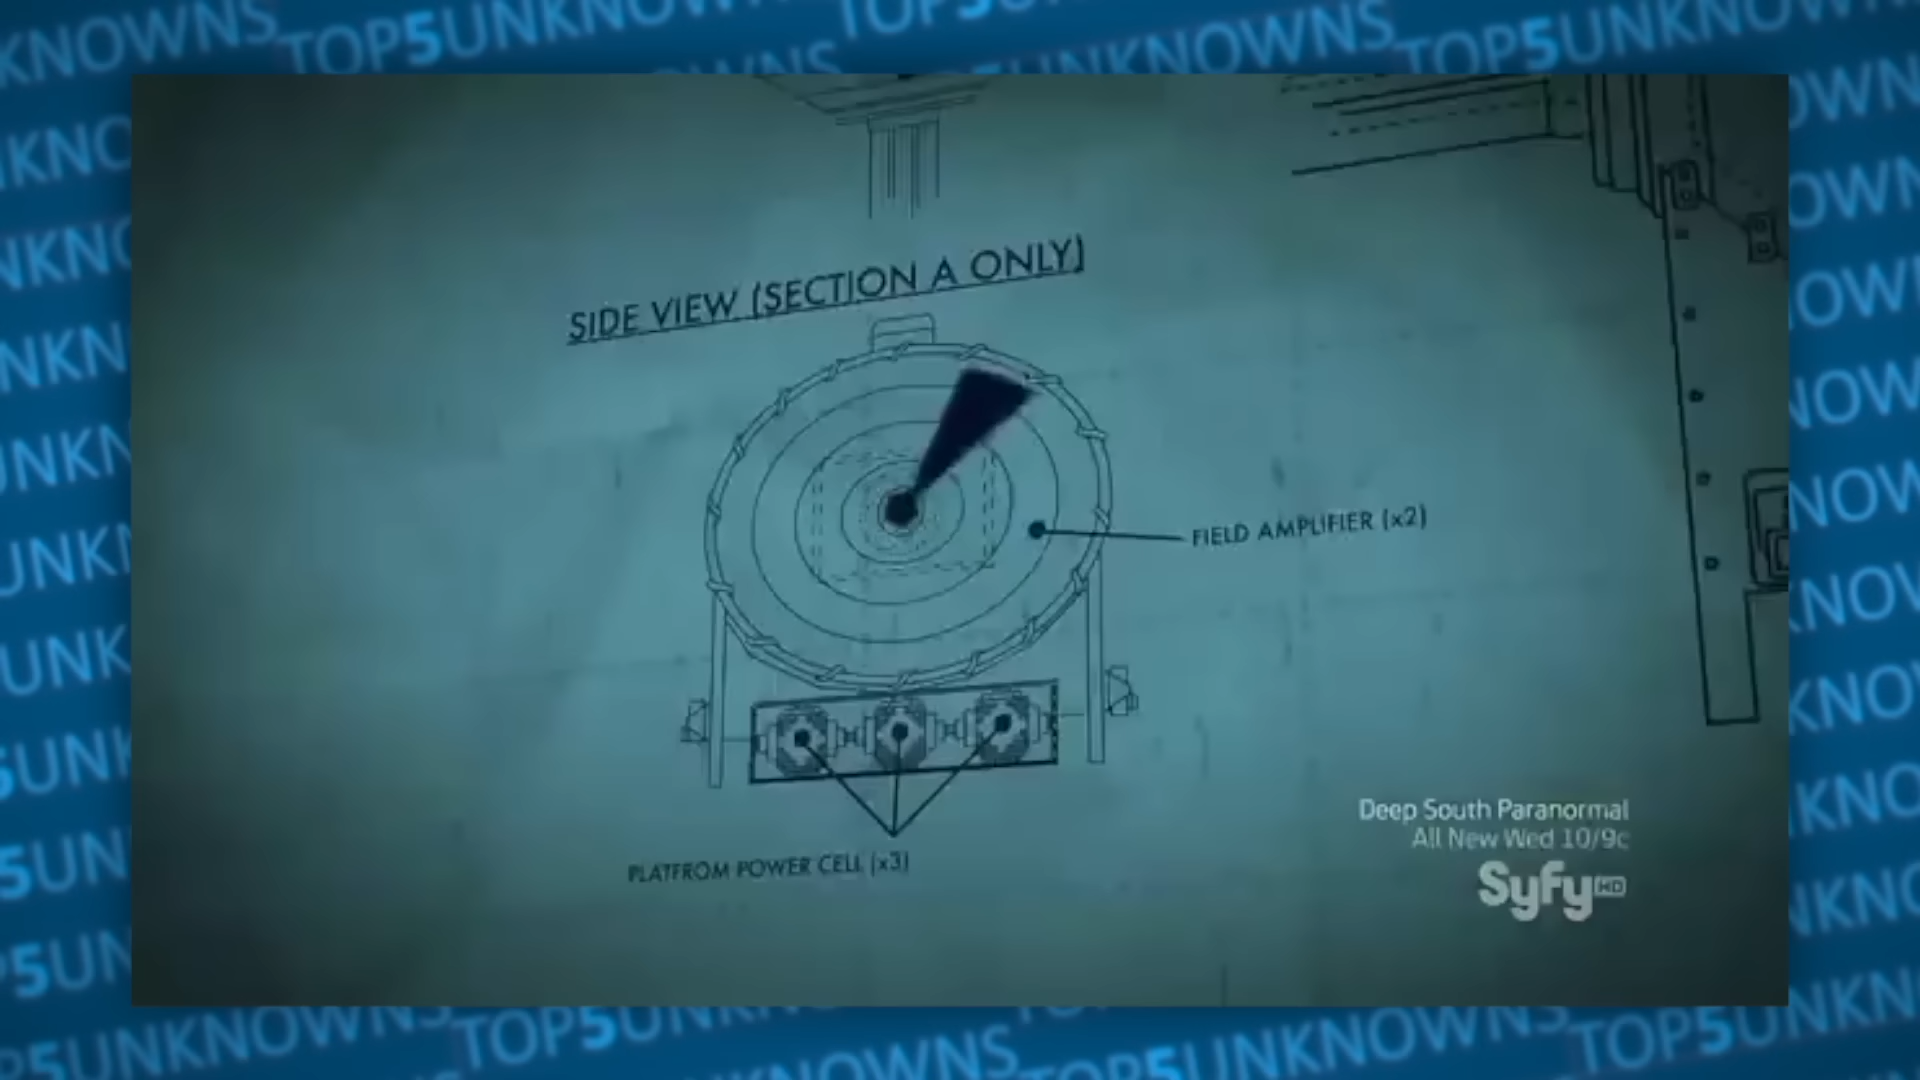 TOP5UNKNOWNS
SIDE VIEW (SECTION A ONLY)
FIELD AMPLIFIER (x2)
PLATFROM POWER CELL (x3)
Deep South Paranormal
All New Wed 10/9c
Syfy HD